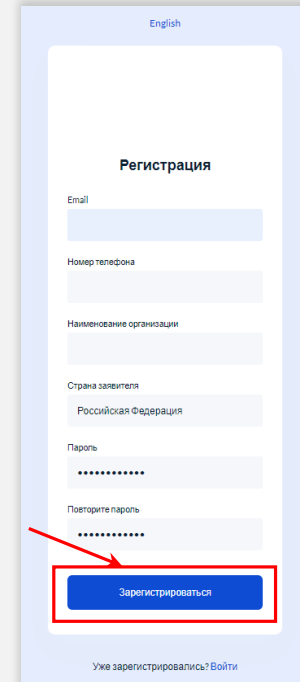 English
Регистрация
Email
Номер телефона
Наименование организации
Страна заявителя
Российская Федерация
Пароль
••••••••••••
Повторите пароль
••••••••••••
Зарегистрироваться
Уже зарегистрировались? Войти